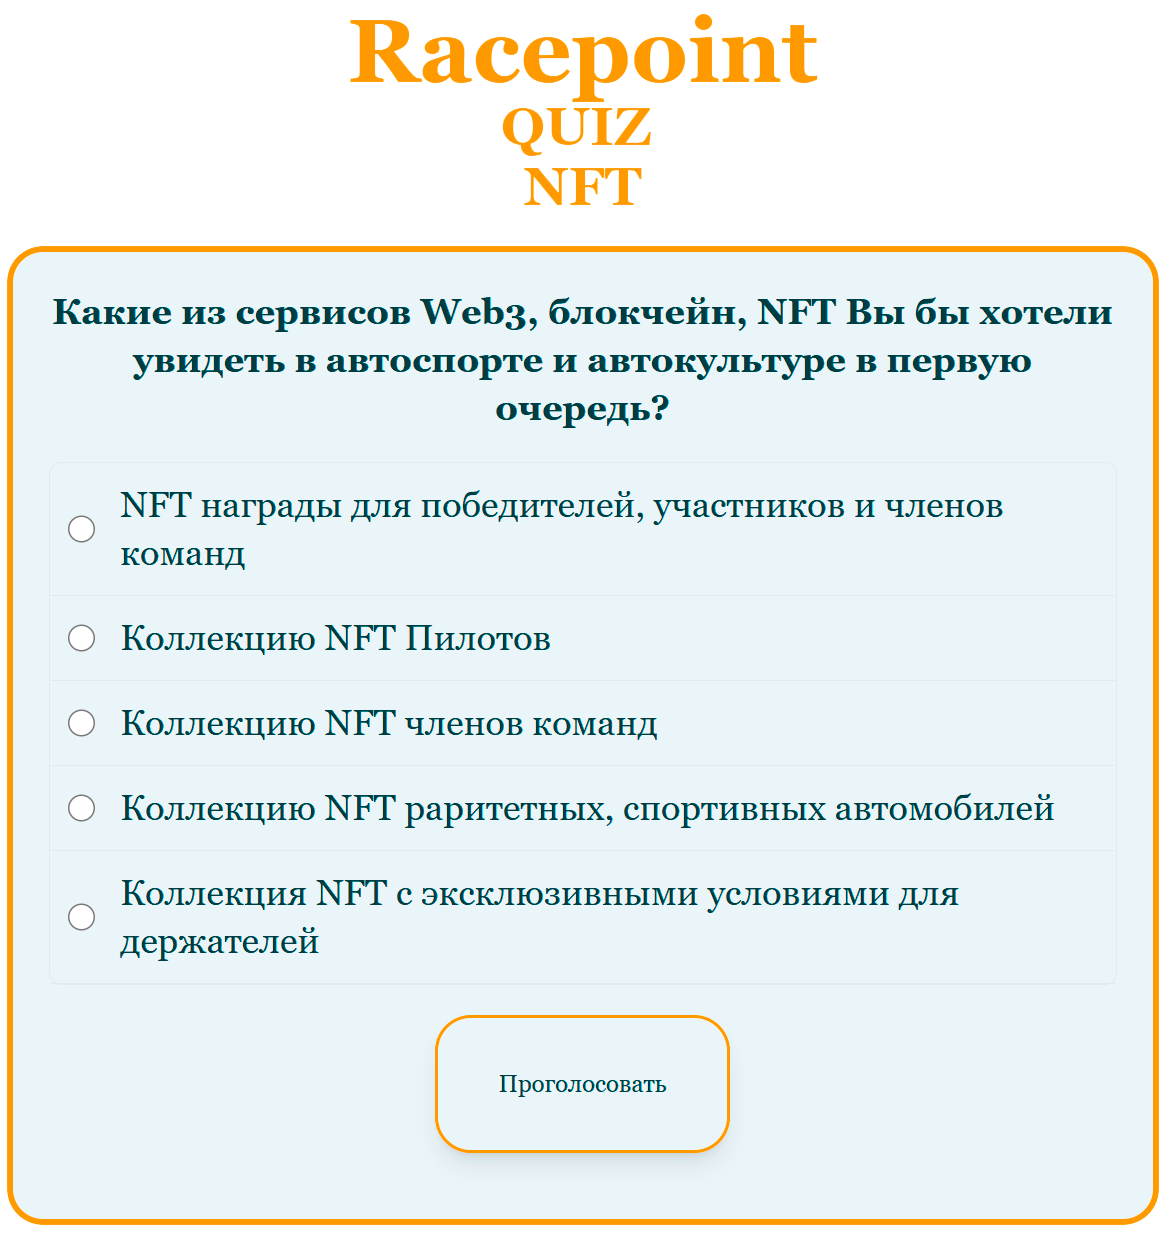 Racepoint
QUIZ
NFT
Какие из сервисов Web3, блокчейн, NFT Вы бы хотели
увидеть в автоспорте и автокультуре в первую
очередь?
NFT награды для победителей, участников и членов
команд
Коллекцию NFT Пилотов
Коллекцию NFT членов команд
Коллекцию NFT раритетных, спортивных автомобилей
Коллекция NFT с эксклюзивными условиями для
держателей
Проголосовать